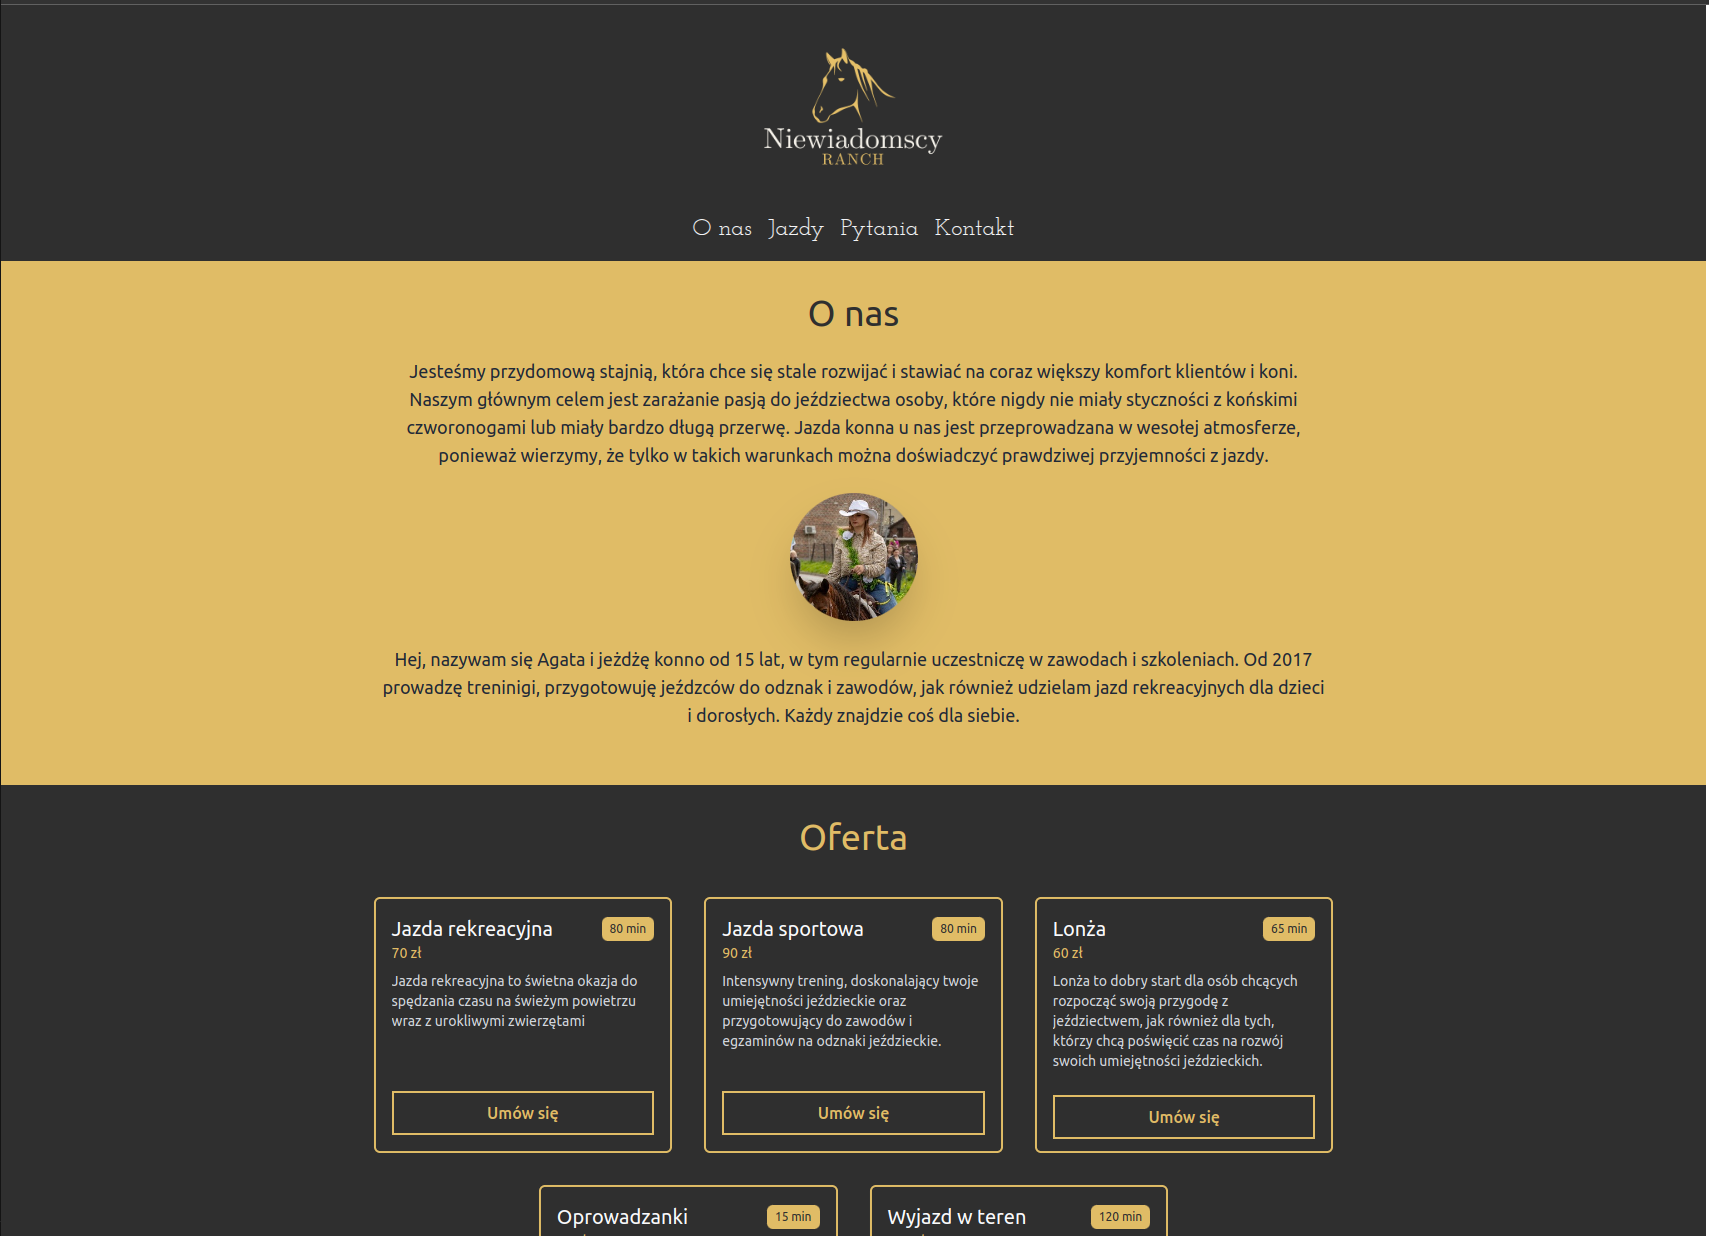 Niewiadomscy
RANCH
O nas Jazdy Pytania Kontakt
O nas
Jesteśmy przydomową stajnią, która chce się stale rozwijać i stawiać na coraz większy komfort klientów i koni.
Naszym głównym celem jest zarażanie pasją do jeździectwa osoby, które nigdy nie miały styczności z końskimi
czworonogami lub miały bardzo długą przerwę. Jazda konna u nas jest przeprowadzana w wesołej atmosferze,
ponieważ wierzymy, że tylko w takich warunkach można doświadczyć prawdziwej przyjemności z jazdy.
Hej, nazywam się Agata i jeżdżę konno od 15 lat, w tym regularnie uczestniczę w zawodach i szkoleniach. Od 2017
prowadzę treninigi, przygotowuję jeźdzców do odznak i zawodów, jak również udzielam jazd rekreacyjnych dla dzieci
i dorosłych. Każdy znajdzie coś dla siebie.
Oferta
Jazda rekreacyjna 80 min
70 zł
Jazda rekreacyjna to świetna okazja do
spędzania czasu na świeżym powietrzu
wraz z urokliwymi zwierzętami
Umów się
Jazda sportowa 80 min
90 zł
Intensywny trening, doskonalający twoje
umiejętności jeździeckie oraz
przygotowujący do zawodów i
egzaminów na odznaki jeździeckie.
Umów się
Lonża 65 min
60 zł
Lonża to dobry start dla osób chcących
rozpocząć swoją przygodę z
jeździectwem, jak również dla tych,
którzy chcą poświęcić czas na rozwój
swoich umiejętności jeździeckich.
Umów się
Oprowadzanki 15 min
Wyjazd w teren 120 min